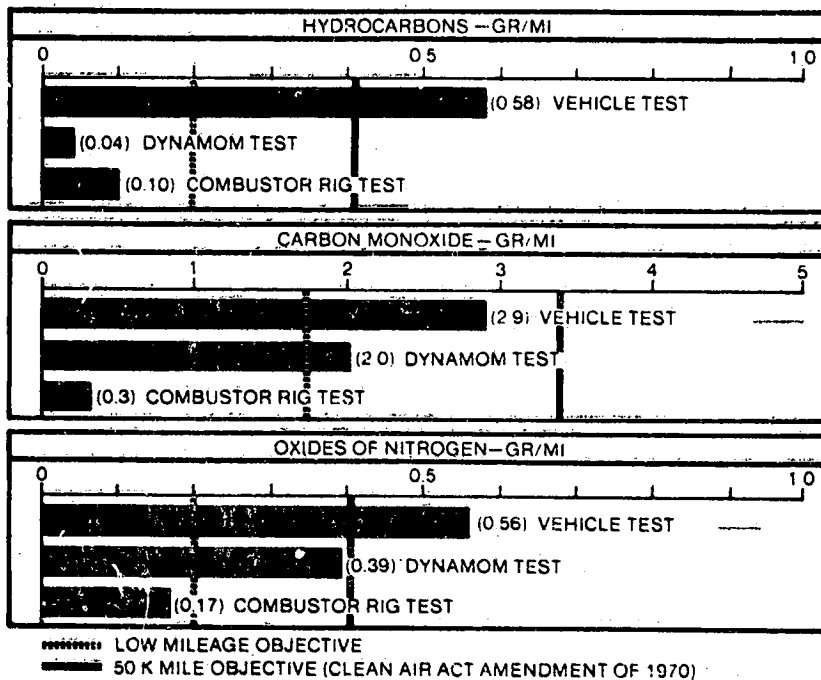 HYDROCARBONS — GR/MI
0 0.5 1.0
(0.58) VEHICLE TEST
(0.04) DYNAMOM TEST
(0.10) COMBUSTOR RIG TEST
CARBON MONOXIDE — GR/MI
0 1 2 3 4 5
(2.9) VEHICLE TEST
(2.0) DYNAMOM TEST
(0.3) COMBUSTOR RIG TEST
OXIDES OF NITROGEN — GR/MI
0 0.5 1.0
(0.56) VEHICLE TEST
(0.39) DYNAMOM TEST
(0.17) COMBUSTOR RIG TEST
LOW MILEAGE OBJECTIVE
50 K MILE OBJECTIVE (CLEAN AIR ACT AMENDMENT OF 1970)